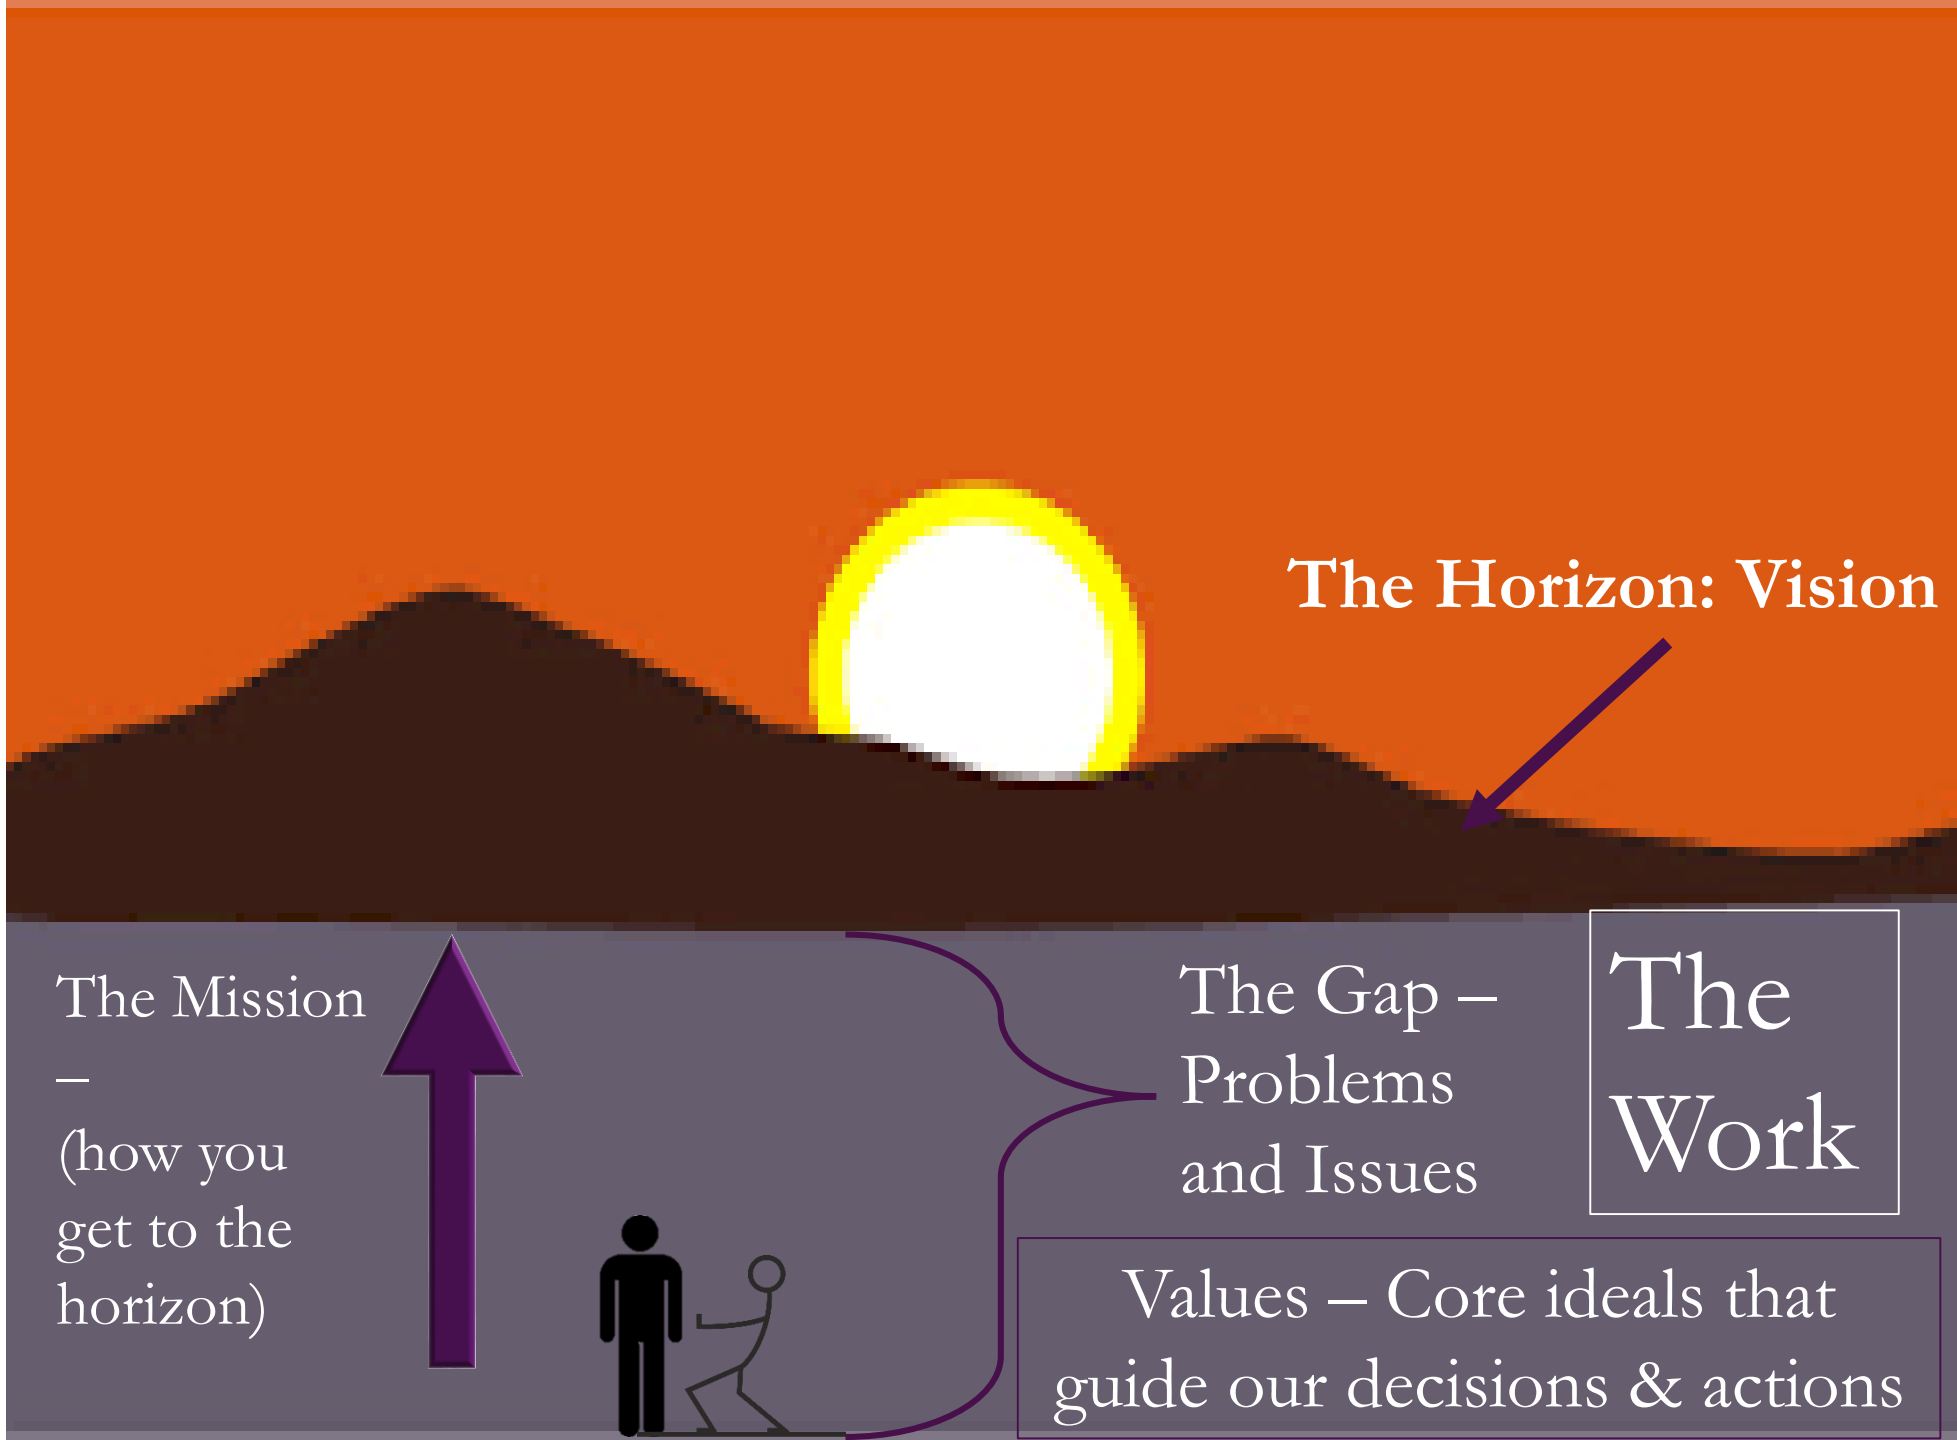 The Horizon: Vision
The Mission
–
(how you
get to the
horizon)
The Gap –
Problems
and Issues
The
Work
Values – Core ideals that
guide our decisions & actions